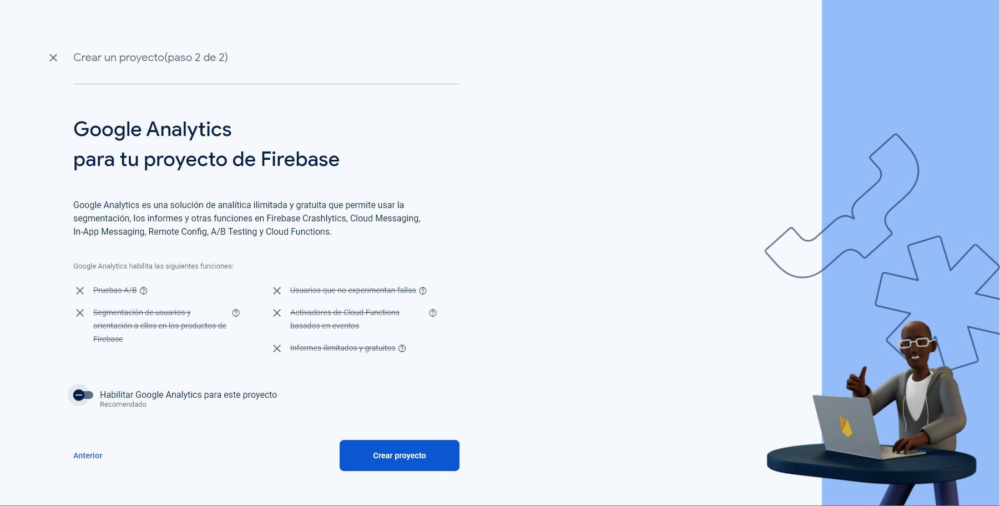 Crear un proyecto(paso 2 de 2)
Google Analytics
para tu proyecto de Firebase
Google Analytics es una solución de analítica ilimitada y gratuita que permite usar la
segmentación, los informes y otras funciones en Firebase Crashlytics, Cloud Messaging,
In-App Messaging, Remote Config, A/B Testing y Cloud Functions.
Google Analytics habilita las siguientes funciones:
Pruebas A/B
Segmentación de usuarios y
orientación a ellos en los productos de
Firebase
Usuarios que no experimentan fallas
Activadores de Cloud Functions
basados en eventos
Informes ilimitados y gratuitos
Habilitar Google Analytics para este proyecto
Recomendado
Anterior
Crear proyecto